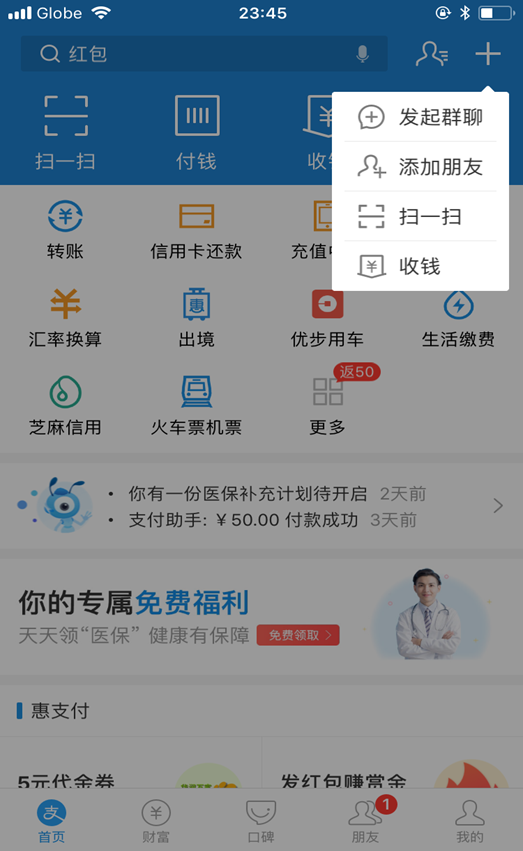 Globe
23:45
红包
扫一扫
付钱
收
发起群聊
添加朋友
扫一扫
收钱
转账
信用卡还款
充值
汇率换算
出境
优步用车
生活缴费
芝麻信用
火车票机票
更多
返50
你有一份医保补充计划待开启 2天前
支付助手: ￥50.00 付款成功 3天前
你的专属免费福利
天天领“医保” 健康有保障 免费领取
惠支付
5元代金券
发红包赚赏金
首页
财富
口碑
朋友
1
我的